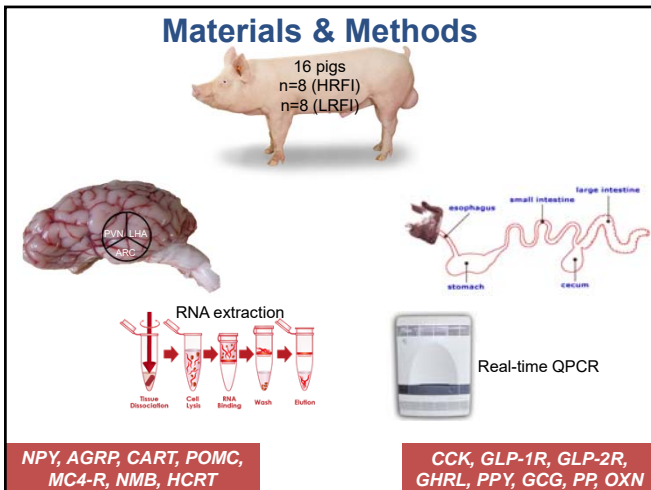 Materials & Methods
16 pigs
n=8 (HRFI)
n=8 (LRFI)
PVN LHA
ARC
large intestine
small intestine
esophagus
stomach
cecum
RNA extraction
Tissue
Dissociation
Cell
Lysis
RNA
Binding
Wash
Elution
Real-time QPCR
NPY, AGRP, CART, POMC,
MC4-R, NMB, HCRT
CCK, GLP-1R, GLP-2R,
GHRL, PPY, GCG, PP, OXN